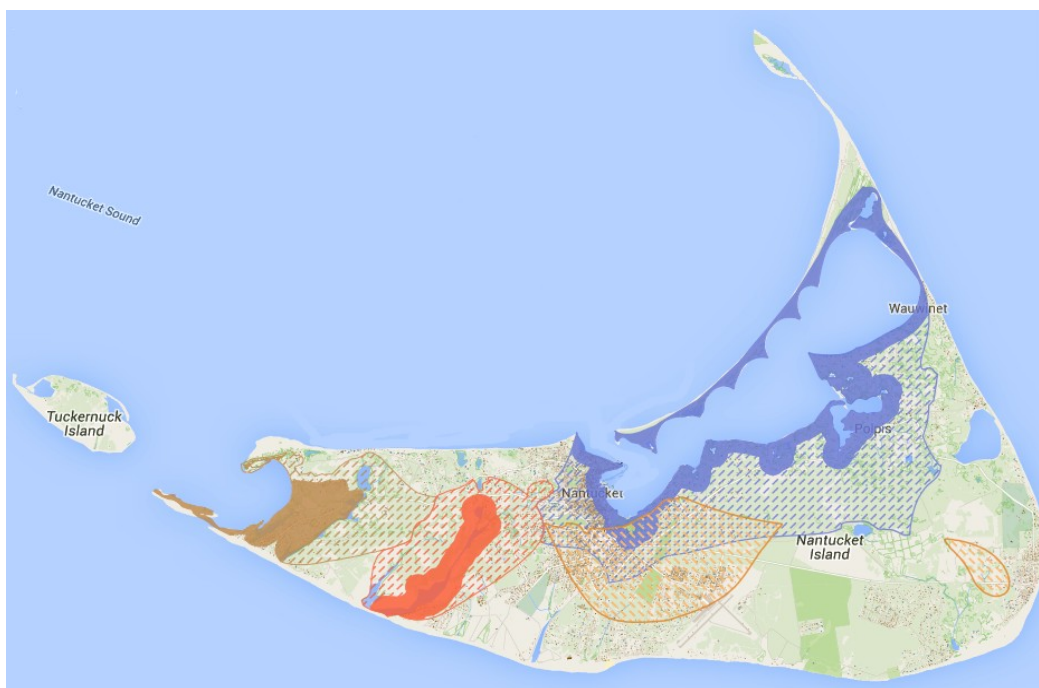 Nantucket Sound
Wauwinet
Tuckernuck
Island
Polpis
Nantucket
Nantucket
Island